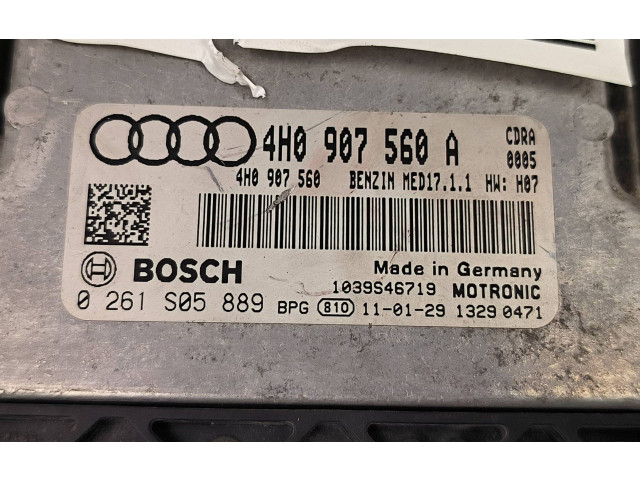 4H0 907 560 A CDRA
0005
4H0 907 560 BENZIN MED17.1.1 HW: H07
BOSCH Made in Germany
1039S46719 MOTRONIC
0 261 S05 889 BPG 810 11-01-29 1329 0471